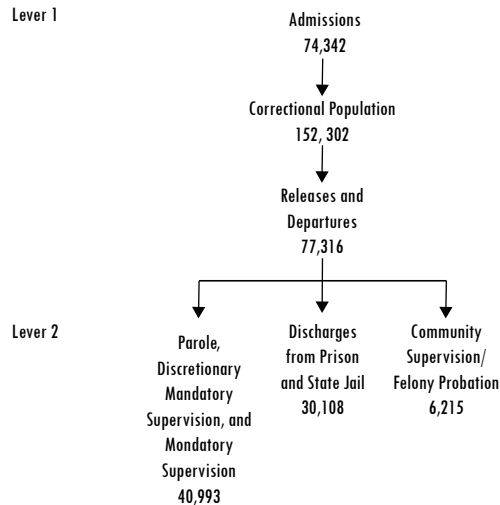 Lever 1
Admissions
74,342
Correctional Population
152, 302
Releases and
Departures
77,316
Lever 2
Parole,
Discretionary
Mandatory
Supervision, and
Mondatory
Supervision
40,993
Discharges
from Prison
and State Jail
30,108
Community
Supervision/
Felony Probation
6,215